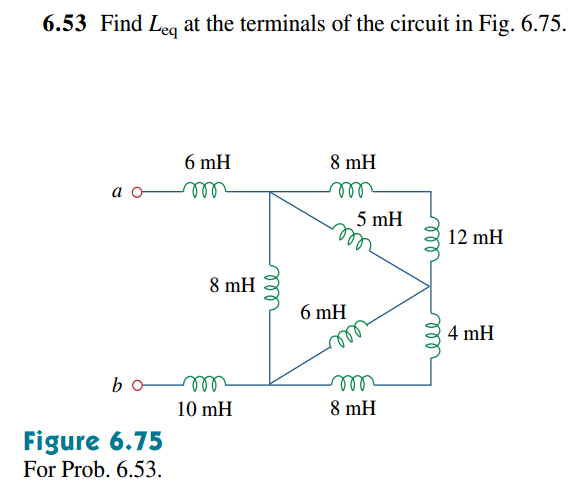 6.53 Find Leq at the terminals of the circuit in Fig. 6.75.
6 mH
8 mH
a
5 mH
12 mH
8 mH
6 mH
4 mH
b
10 mH
8 mH
Figure 6.75
For Prob. 6.53.